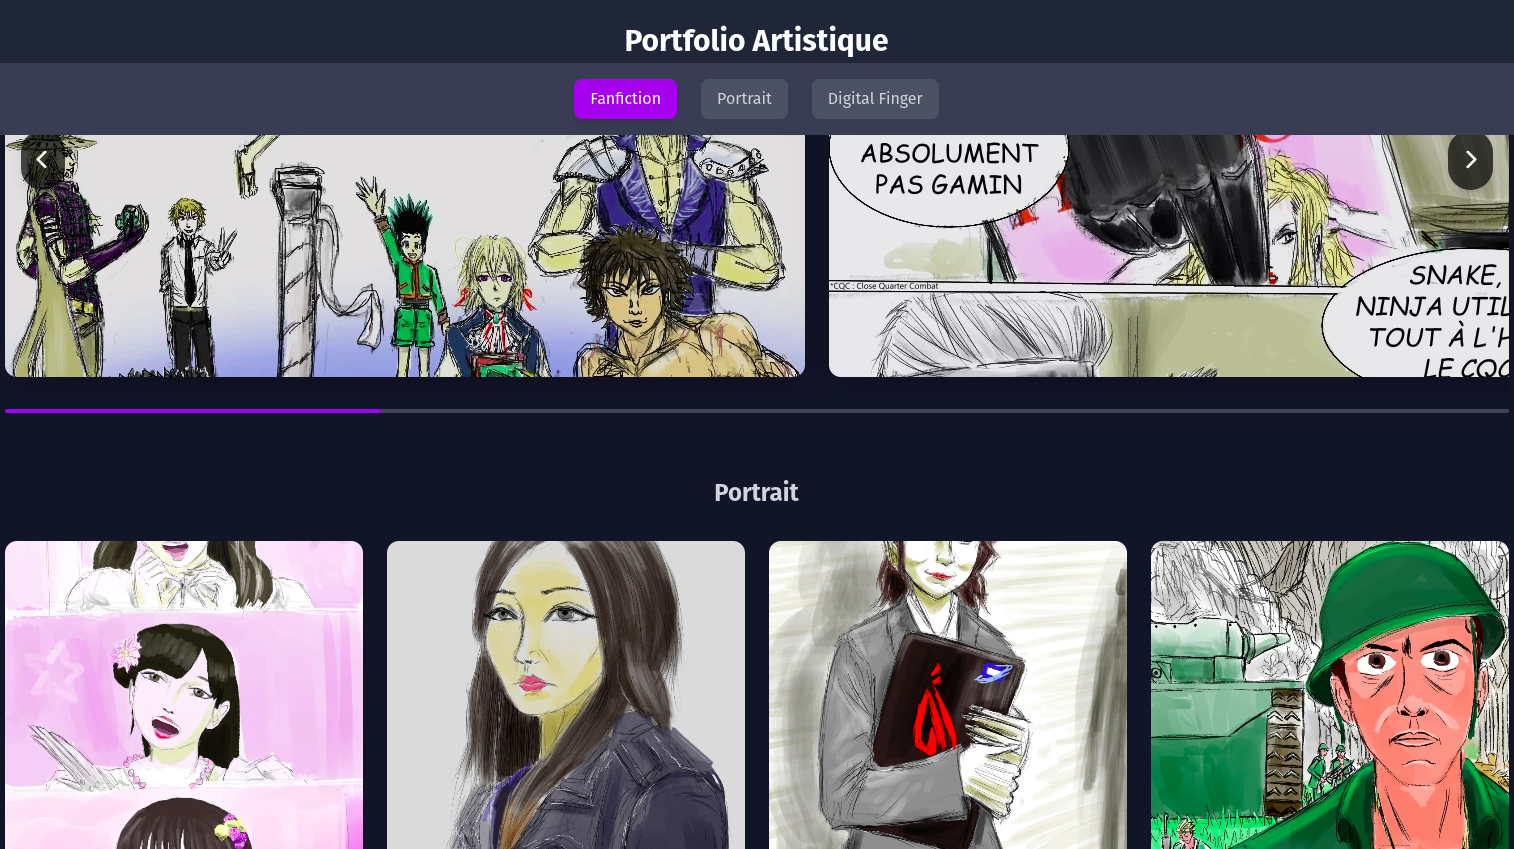 Portfolio Artistique
Fanfiction
Portrait
Digital Finger
ABSOLUMENT
PAS GAMIN
*CQC : Close Quarter Combat
SNAKE,
NINJA UTIL
TOUT À L'H
LE CQC
Portrait